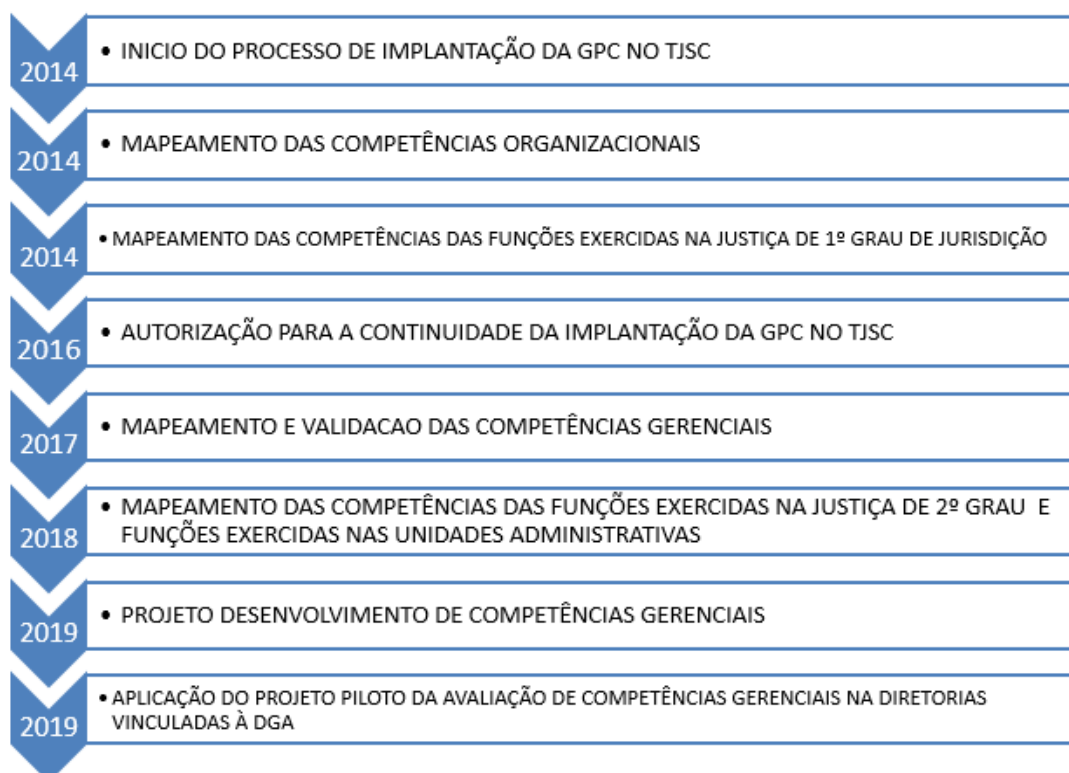 2014
• INICIO DO PROCESSO DE IMPLANTAÇÃO DA GPC NO TJSC
2014
• MAPEAMENTO DAS COMPETÊNCIAS ORGANIZACIONAIS
2014
• MAPEAMENTO DAS COMPETÊNCIAS DAS FUNÇÕES EXERCIDAS NA JUSTIÇA DE 1º GRAU DE JURISDIÇÃO
2016
• AUTORIZAÇÃO PARA A CONTINUIDADE DA IMPLANTAÇÃO DA GPC NO TJSC
2017
• MAPEAMENTO E VALIDACAO DAS COMPETÊNCIAS GERENCIAIS
2018
• MAPEAMENTO DAS COMPETÊNCIAS DAS FUNÇÕES EXERCIDAS NA JUSTIÇA DE 2º GRAU E
FUNÇÕES EXERCIDAS NAS UNIDADES ADMINISTRATIVAS
2019
• PROJETO DESENVOLVIMENTO DE COMPETÊNCIAS GERENCIAIS
2019
• APLICAÇÃO DO PROJETO PILOTO DA AVALIAÇÃO DE COMPETÊNCIAS GERENCIAIS NA DIRETORIAS
VINCULADAS À DGA